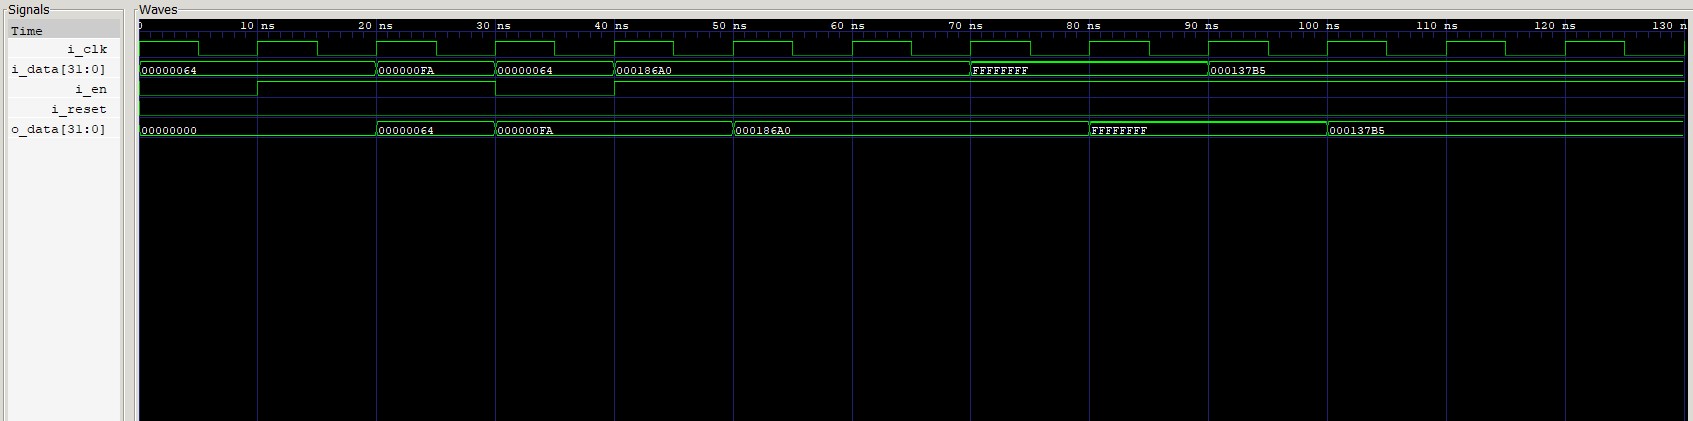 Signals
Waves
Time
0 10 ns 20 ns 30 ns 40 ns 50 ns 60 ns 70 ns 80 ns 90 ns 100 ns 110 ns 120 ns 130 n
i_clk
i_data[31:0] 00000064 000000FA 00000064 000186A0 FFFFFFFF 000137B5
i_en
i_reset
o_data[31:0] 00000000 00000064 000000FA 000186A0 FFFFFFFF 000137B5